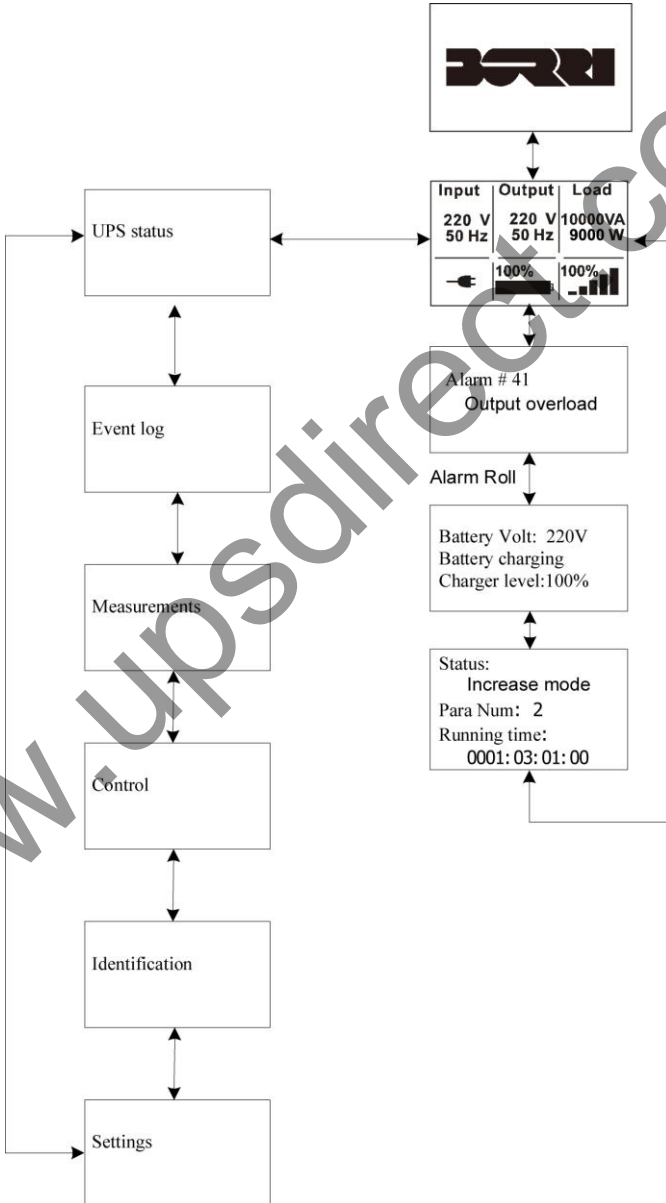 BORRI
Input Output Load
220 V 220 V 10000VA
50 Hz 50 Hz 9000 W
100% 100%
UPS status
Alarm # 41
Output overload
Event log
Alarm Roll
Battery Volt: 220V
Battery charging
Charger level:100%
Measurements
Status:
Increase mode
Para Num: 2
Running time:
0001:03:01:00
Control
Identification
Settings
w.upsdirect.co